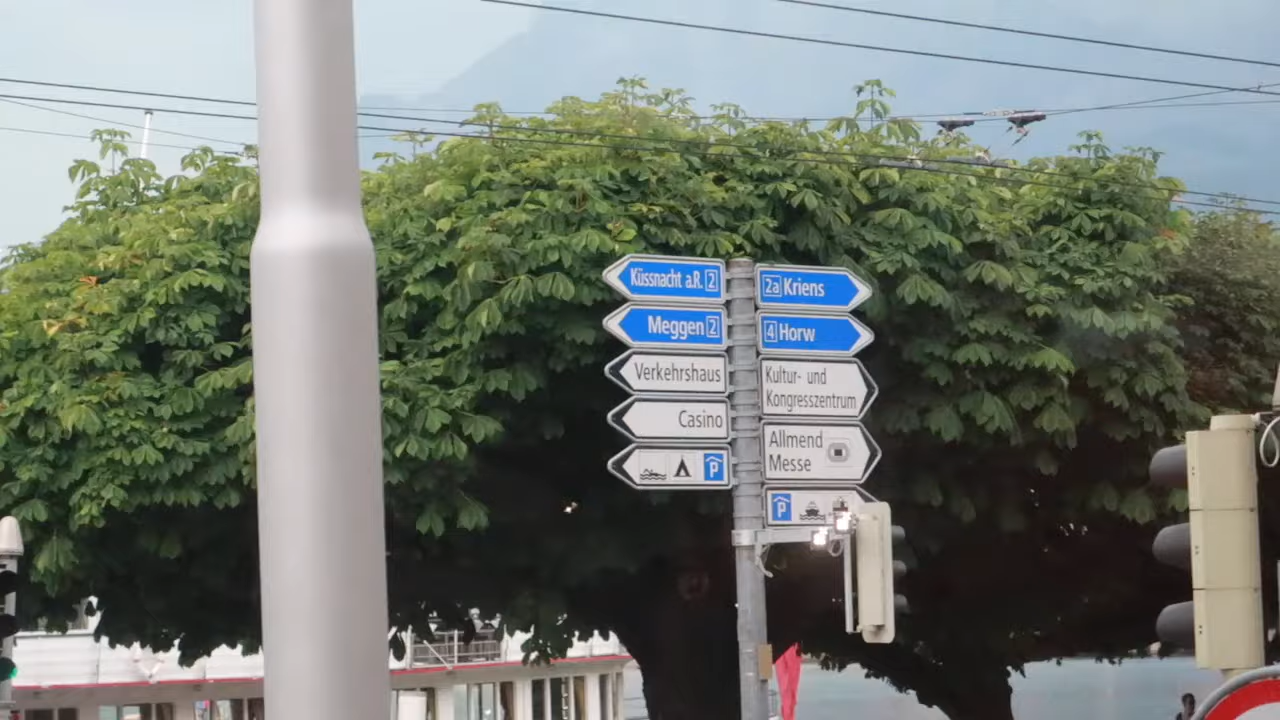 Küssnacht a.R. 2
Meggen 2
Verkehrshaus
Casino
P
2a Kriens
4 Horw
Kultur- und
Kongresszentrum
Allmend
Messe
P